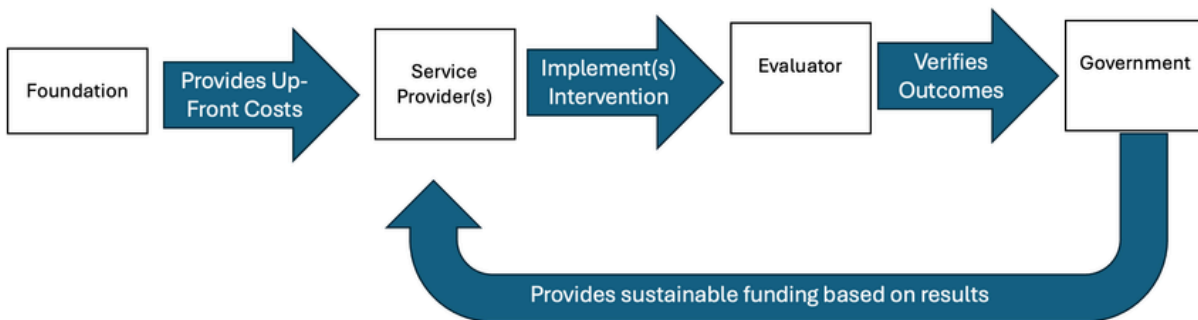 Foundation
Provides Up-
Front Costs
Service
Provider(s)
Implement(s)
Intervention
Evaluator
Verifies
Outcomes
Government
Provides sustainable funding based on results